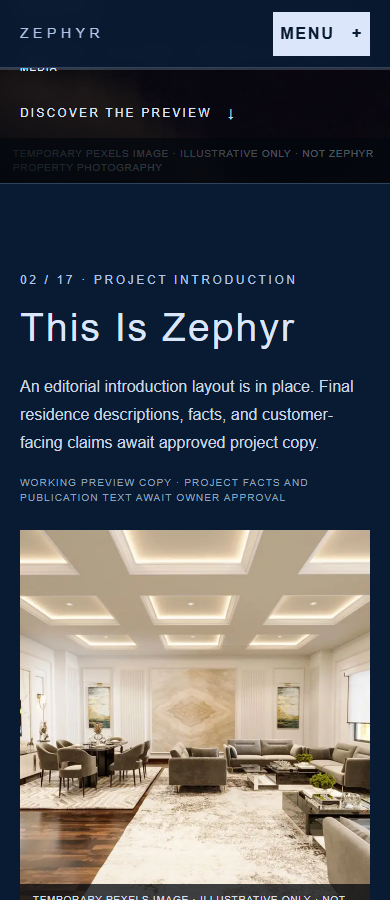 ZEPHYR
MENU +
MEDIA
DISCOVER THE PREVIEW ↓
TEMPORARY PEXELS IMAGE · ILLUSTRATIVE ONLY · NOT ZEPHYR
PROPERTY PHOTOGRAPHY
02 / 17 · PROJECT INTRODUCTION
This Is Zephyr
An editorial introduction layout is in place. Final
residence descriptions, facts, and customer-
facing claims await approved project copy.
WORKING PREVIEW COPY · PROJECT FACTS AND
PUBLICATION TEXT AWAIT OWNER APPROVAL
TEMPORARY PEXELS IMAGE · ILLUSTRATIVE ONLY · NOT